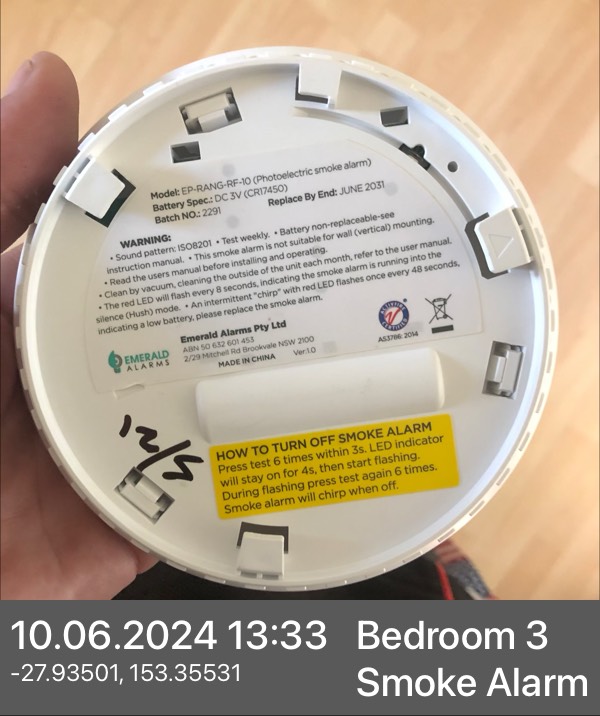 Model: EP-RANG-RF-10 (Photoelectric smoke alarm)
Battery Spec.: DC 3V (CR17450)
Replace By End: JUNE 2031
Batch NO.: 2291
WARNING:
• Sound pattern: ISO8201 • Test weekly. • Battery non-replaceable-see
instruction manual. • This smoke alarm is not suitable for wall (vertical) mounting.
• Read the users manual before installing and operating.
• Clean by vacuum, cleaning the outside of the unit each month, refer to the user manual.
• The red LED will flash every 8 seconds, indicating the smoke alarm is running into the
silence (Hush) mode. • An intermittent "chirp" with red LED flashes once every 48 seconds,
indicating a low battery, please replace the smoke alarm.
EMERALD
ALARMS
Emerald Alarms Pty Ltd
ABN 50 632 601 453
2/29 Mitchell Rd Brookvale NSW 2100
MADE IN CHINA Ver:1.0
AS3786: 2014
12/5
HOW TO TURN OFF SMOKE ALARM
Press test 6 times within 3s. LED indicator
will stay on for 4s, then start flashing.
During flashing press test again 6 times.
Smoke alarm will chirp when off.
10.06.2024 13:33
-27.93501, 153.35531
Bedroom 3
Smoke Alarm